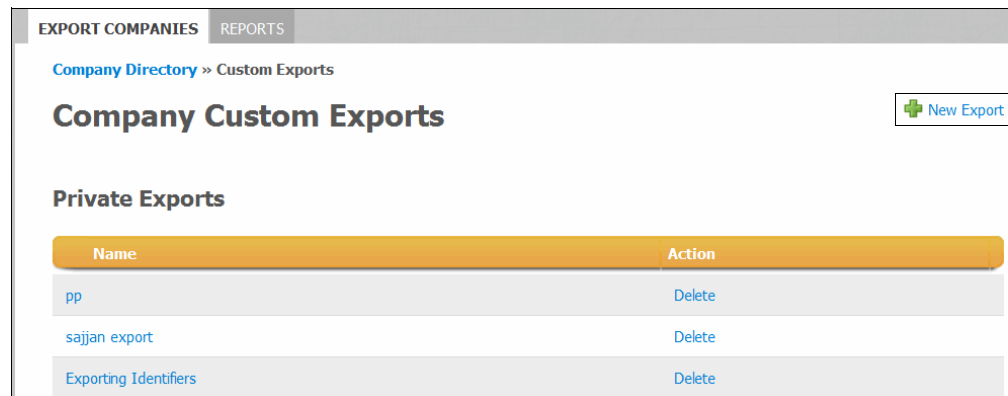 EXPORT COMPANIES REPORTS
Company Directory » Custom Exports
Company Custom Exports
New Export
Private Exports
Name Action
pp Delete
sajjan export Delete
Exporting Identifiers Delete